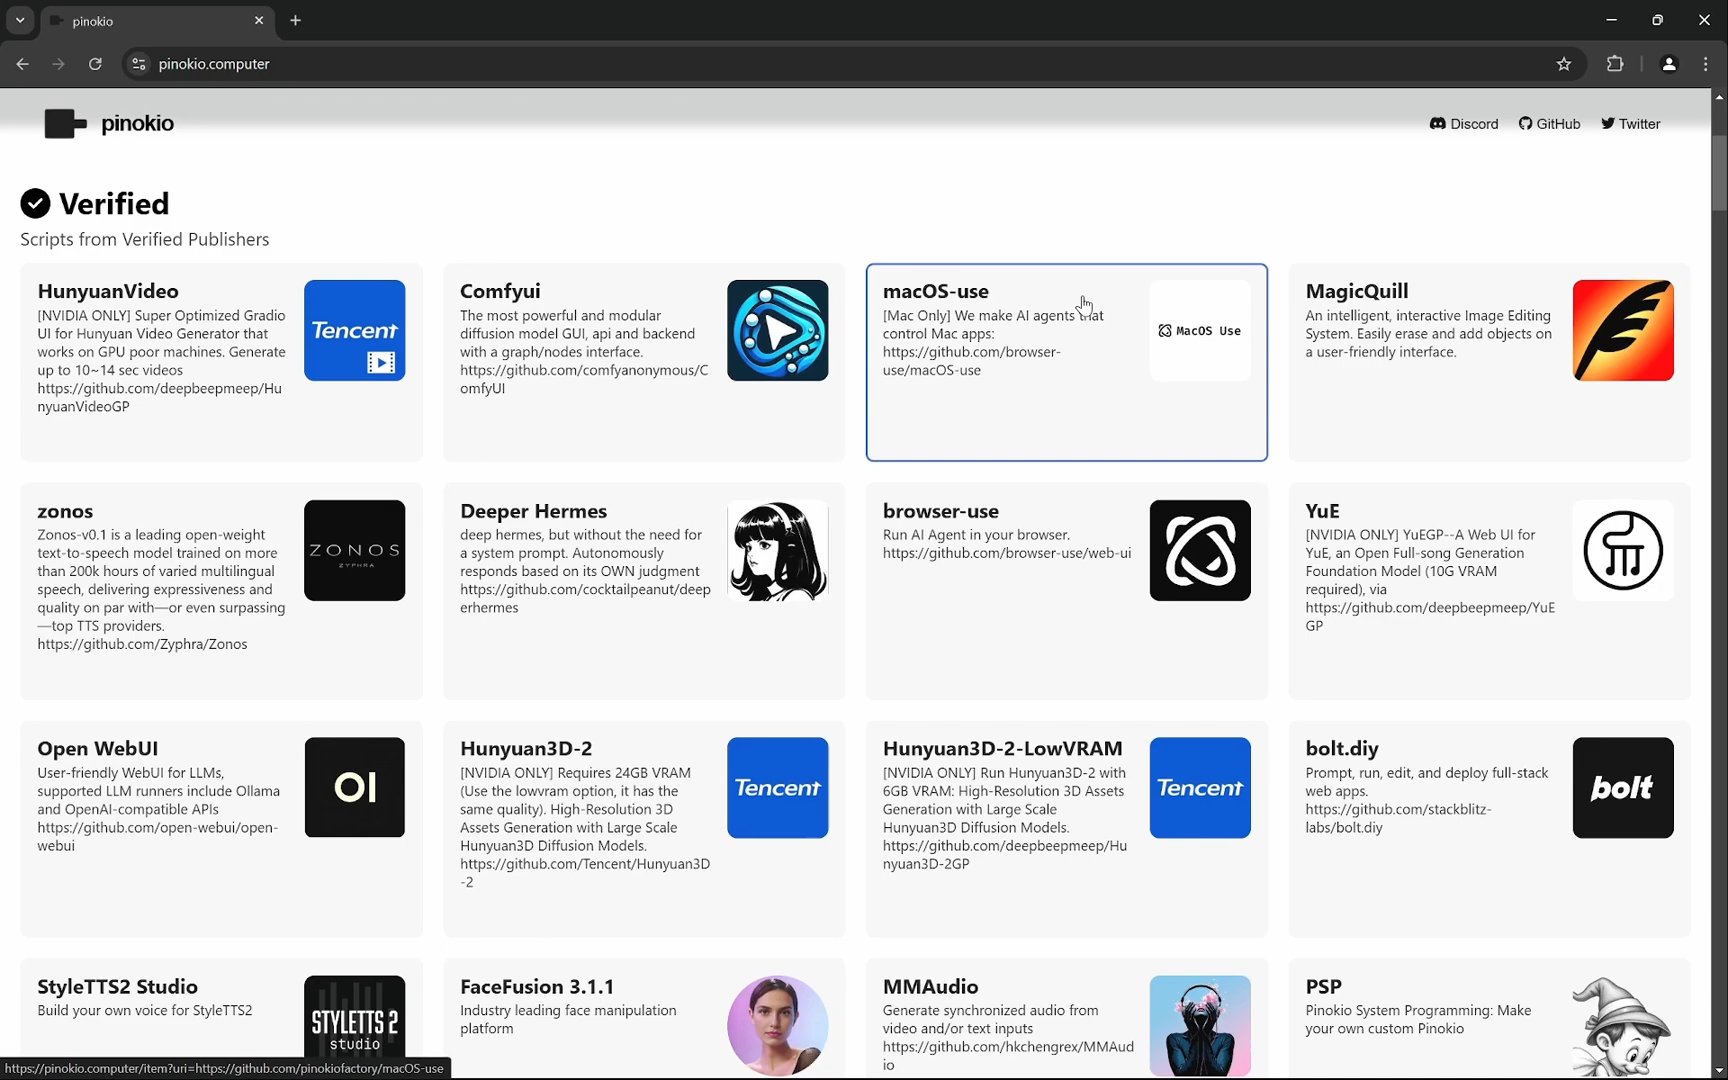 pinokio
pinokio.computer
pinokio
Discord
GitHub
Twitter
Verified
Scripts from Verified Publishers
HunyuanVideo
[NVIDIA ONLY] Super Optimized Gradio
UI for Hunyuan Video Generator that
works on GPU poor machines. Generate
up to 10~14 sec videos
https://github.com/deepbeepmeep/Hu
nyuanVideoGP
Tencent
Comfyui
The most powerful and modular
diffusion model GUI, api and backend
with a graph/nodes interface.
https://github.com/comfyanonymous/C
omfyUI
macOS-use
[Mac Only] We make AI agents that
control Mac apps:
https://github.com/browser-
use/macOS-use
MacOS Use
MagicQuill
An intelligent, interactive Image Editing
System. Easily erase and add objects on
a user-friendly interface.
zonos
Zonos-v0.1 is a leading open-weight
text-to-speech model trained on more
than 200k hours of varied multilingual
speech, delivering expressiveness and
quality on par with—or even surpassing
—top TTS providers.
https://github.com/Zyphra/Zonos
ZONOS
ZYPHRA
Deeper Hermes
deep hermes, but without the need for
a system prompt. Autonomously
responds based on its OWN judgment
https://github.com/cocktailpeanut/deep
erhermes
browser-use
Run AI Agent in your browser.
https://github.com/browser-use/web-ui
YuE
[NVIDIA ONLY] YuEGP--A Web UI for
YuE, an Open Full-song Generation
Foundation Model (10G VRAM
required), via
https://github.com/deepbeepmeep/YuE
GP
Open WebUI
User-friendly WebUI for LLMs,
supported LLM runners include Ollama
and OpenAI-compatible APIs
https://github.com/open-webui/open-
webui
OI
Hunyuan3D-2
[NVIDIA ONLY] Requires 24GB VRAM
(Use the lowvram option, it has the
same quality). High-Resolution 3D
Assets Generation with Large Scale
Hunyuan3D Diffusion Models.
https://github.com/Tencent/Hunyuan3D
-2
Tencent
Hunyuan3D-2-LowVRAM
[NVIDIA ONLY] Run Hunyuan3D-2 with
6GB VRAM: High-Resolution 3D Assets
Generation with Large Scale
Hunyuan3D Diffusion Models.
https://github.com/deepbeepmeep/Hu
nyuan3D-2GP
Tencent
bolt.diy
Prompt, run, edit, and deploy full-stack
web apps.
https://github.com/stackblitz-
labs/bolt.diy
bolt
StyleTTS2 Studio
Build your own voice for StyleTTS2
STYLETTS 2
studio
FaceFusion 3.1.1
Industry leading face manipulation
platform
MMAudio
Generate synchronized audio from
video and/or text inputs
https://github.com/hkchengrex/MMAud
io
PSP
Pinokio System Programming: Make
your own custom Pinokio
https://pinokio.computer/item?uri=https://github.com/pinokiofactory/macOS-use